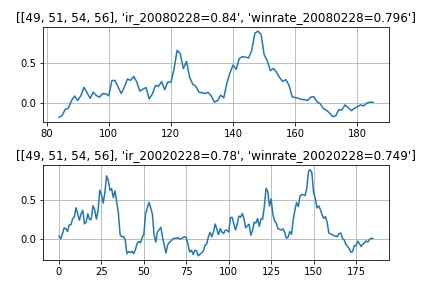 [[49, 51, 54, 56], 'ir_20080228=0.84', 'winrate_20080228=0.796']
0.5
0.0
80 100 120 140 160 180
[[49, 51, 54, 56], 'ir_20020228=0.78', 'winrate_20020228=0.749']
0.5
0.0
0 25 50 75 100 125 150 175